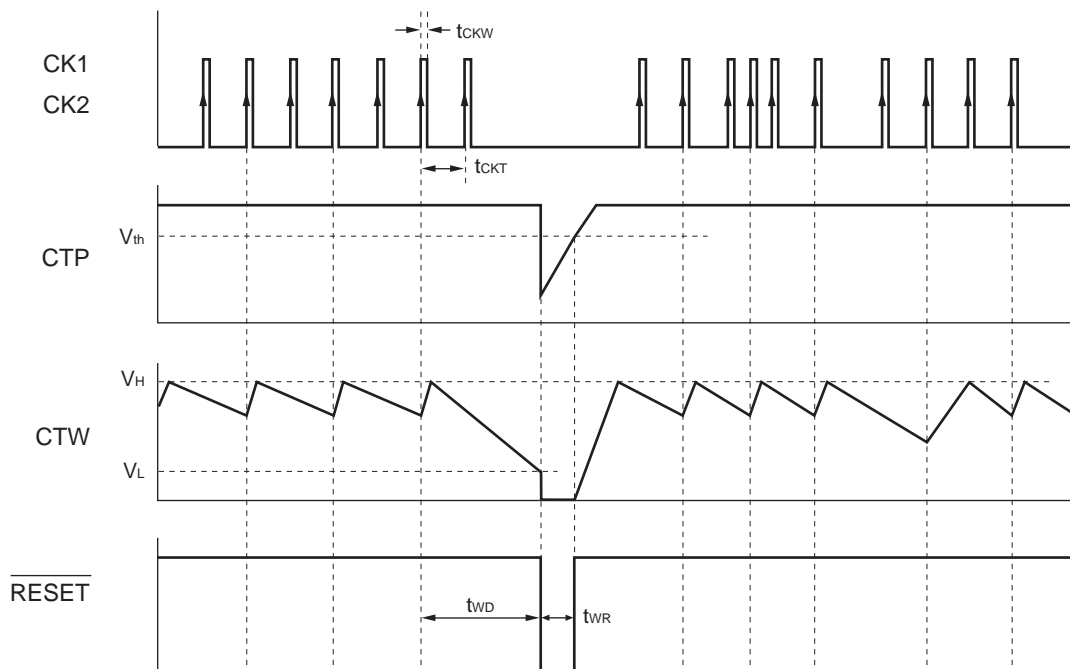 tCKW
CK1
CK2
tCKT
Vth
CTP
VH
CTW
VL
RESET
tWD
tWR